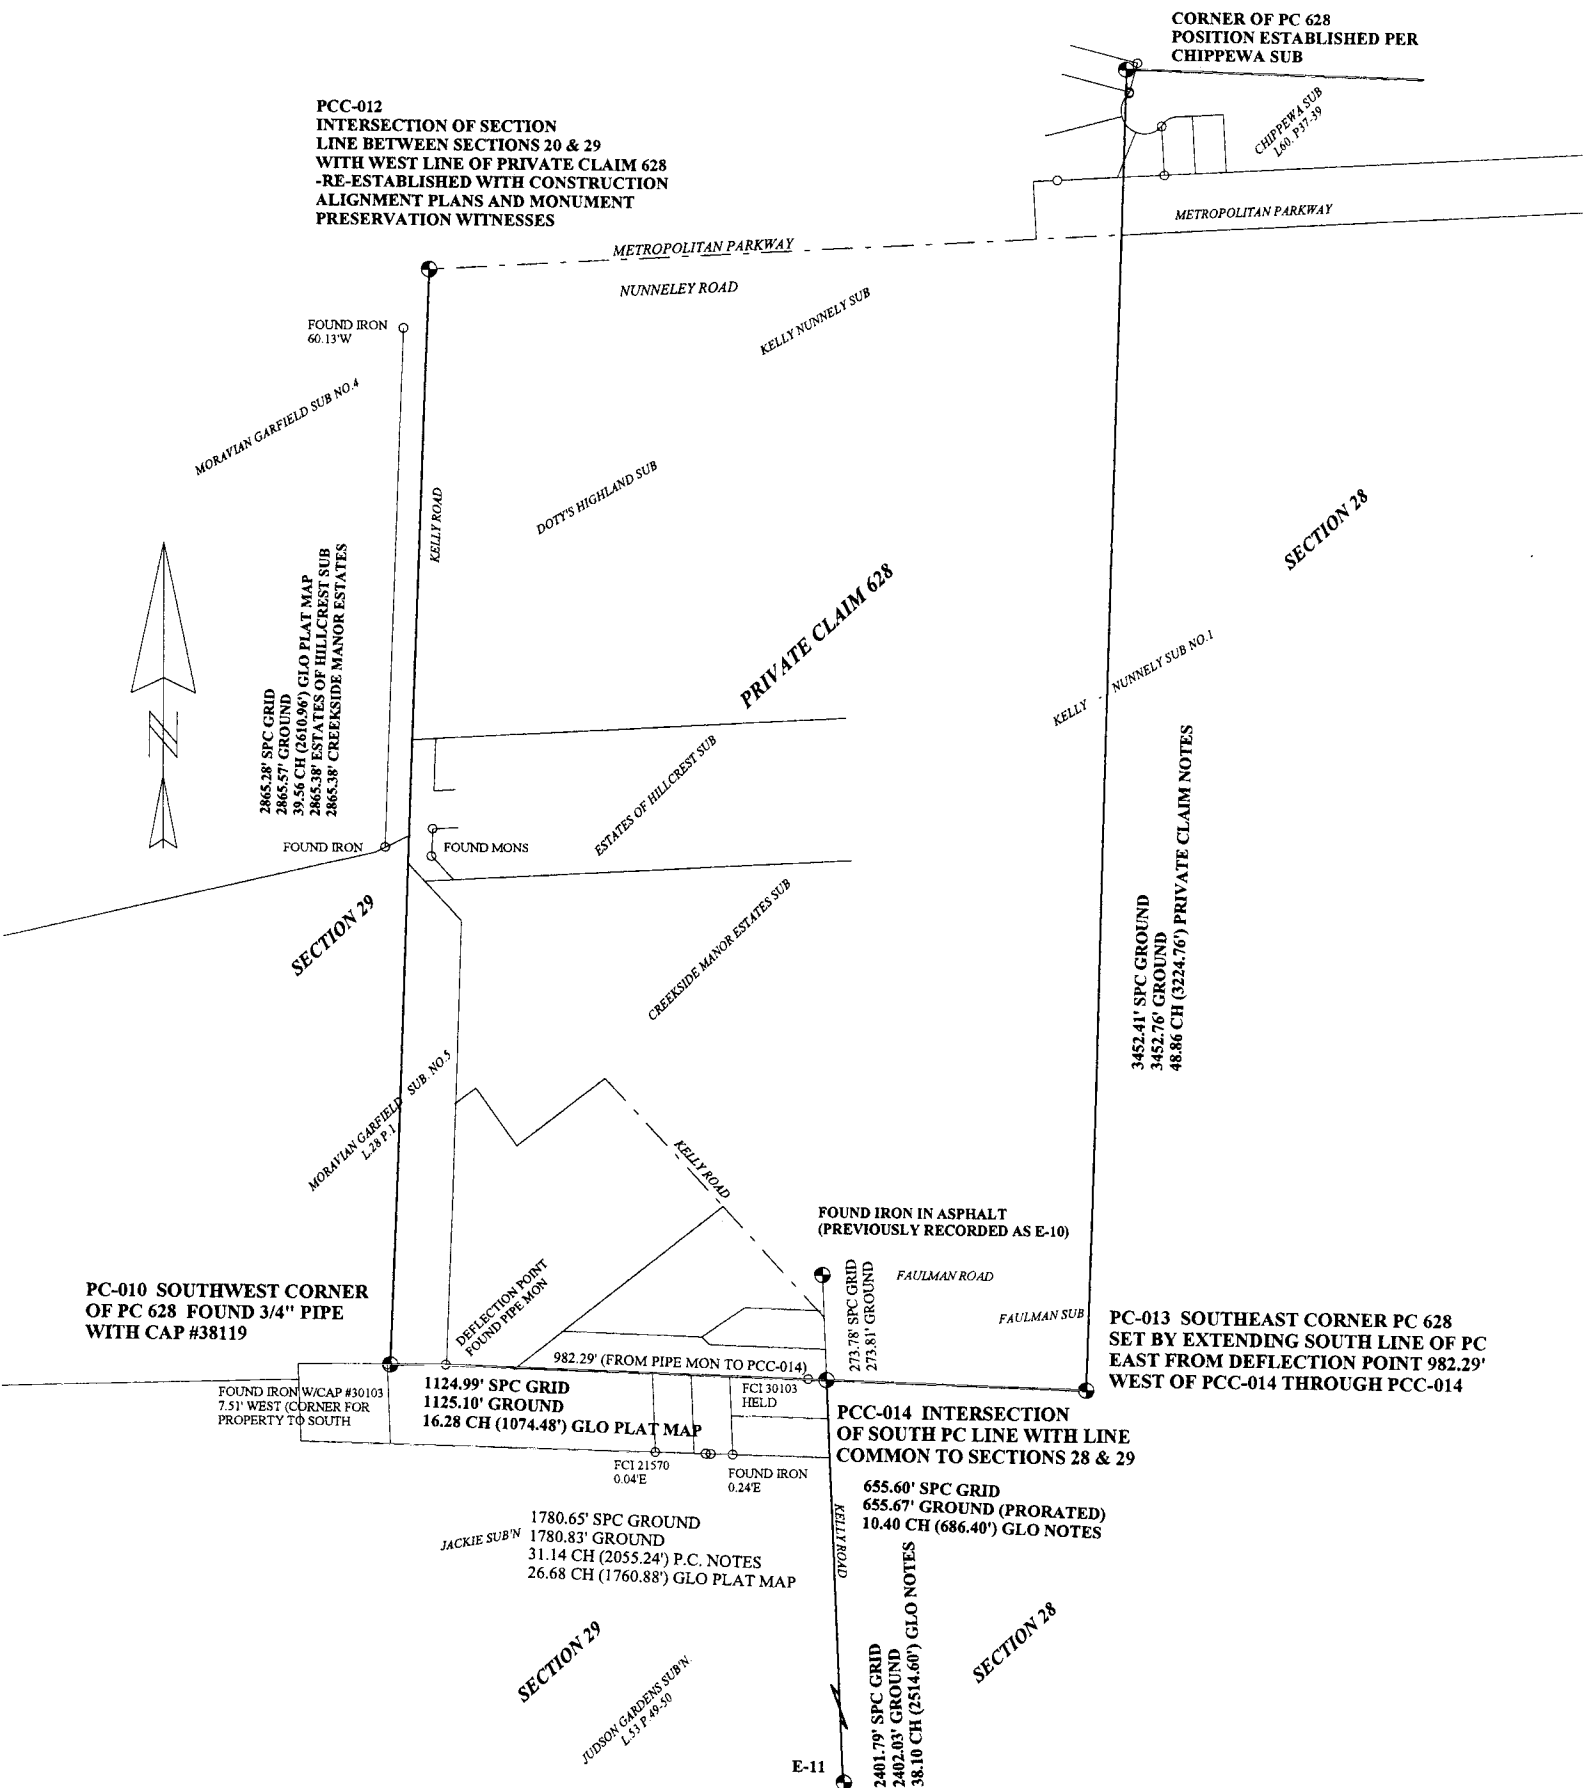 CORNER OF PC 628
POSITION ESTABLISHED PER
CHIPPEWA SUB
PCC-012
INTERSECTION OF SECTION
LINE BETWEEN SECTIONS 20 & 29
WITH WEST LINE OF PRIVATE CLAIM 628
-RE-ESTABLISHED WITH CONSTRUCTION
ALIGNMENT PLANS AND MONUMENT
PRESERVATION WITNESSES
CHIPPEWA SUB
L60. P37-39
METROPOLITAN PARKWAY
METROPOLITAN PARKWAY
NUNNELEY ROAD
KELLY NUNNELY SUB
FOUND IRON
60.13'W
MORAVIAN GARFIELD SUB NO.4
KELLY ROAD
DOTY'S HIGHLAND SUB
SECTION 28
PRIVATE CLAIM 628
N
2865.28' SPC GRID
2865.57' GROUND
39.56 CH (2610.96') GLO PLAT MAP
2865.38' ESTATES OF HILLCREST SUB
2865.38' CREEKSIDE MANOR ESTATES
KELLY NUNNELY SUB NO.1
ESTATES OF HILLCREST SUB
FOUND IRON
FOUND MONS
SECTION 29
CREEKSIDE MANOR ESTATES SUB
3452.41' SPC GROUND
3452.76' GROUND
48.86 CH (3224.76') PRIVATE CLAIM NOTES
MORAVIAN GARFIELD SUB. NO.5
L.28 P.1
KELLY ROAD
FOUND IRON IN ASPHALT
(PREVIOUSLY RECORDED AS E-10)
FAULMAN ROAD
273.78' SPC GRID
273.81' GROUND
FAULMAN SUB
PC-010 SOUTHWEST CORNER
OF PC 628 FOUND 3/4" PIPE
WITH CAP #38119
DEFLECTION POINT
FOUND PIPE MON
PC-013 SOUTHEAST CORNER PC 628
SET BY EXTENDING SOUTH LINE OF PC
EAST FROM DEFLECTION POINT 982.29'
WEST OF PCC-014 THROUGH PCC-014
982.29' (FROM PIPE MON TO PCC-014)
FOUND IRON W/CAP #30103
7.51' WEST (CORNER FOR
PROPERTY TO SOUTH
1124.99' SPC GRID
1125.10' GROUND
16.28 CH (1074.48') GLO PLAT MAP
FCI 30103
HELD
PCC-014 INTERSECTION
OF SOUTH PC LINE WITH LINE
COMMON TO SECTIONS 28 & 29
FCI 21570
0.04'E
FOUND IRON
0.24'E
655.60' SPC GRID
655.67' GROUND (PRORATED)
10.40 CH (686.40') GLO NOTES
JACKIE SUB'N
1780.65' SPC GROUND
1780.83' GROUND
31.14 CH (2055.24') P.C. NOTES
26.68 CH (1760.88') GLO PLAT MAP
KELLY ROAD
SECTION 29
SECTION 28
JUDSON GARDENS SUB'N.
L.53 P.49-50
2401.79' SPC GRID
2402.03' GROUND
38.10 CH (2514.60') GLO NOTES
E-11